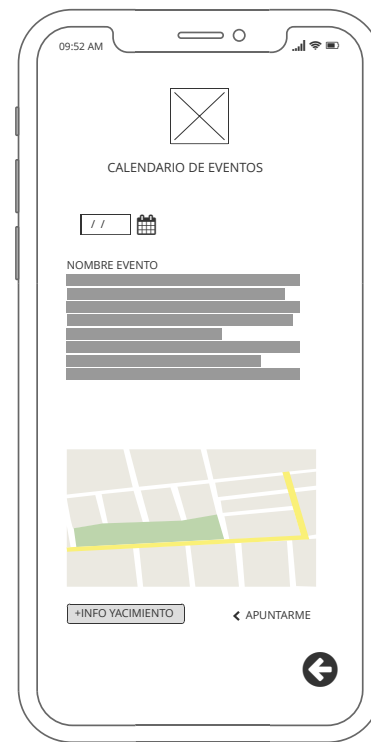 09:52 AM
CALENDARIO DE EVENTOS
/ /
NOMBRE EVENTO
+INFO YACIMIENTO
APUNTARME